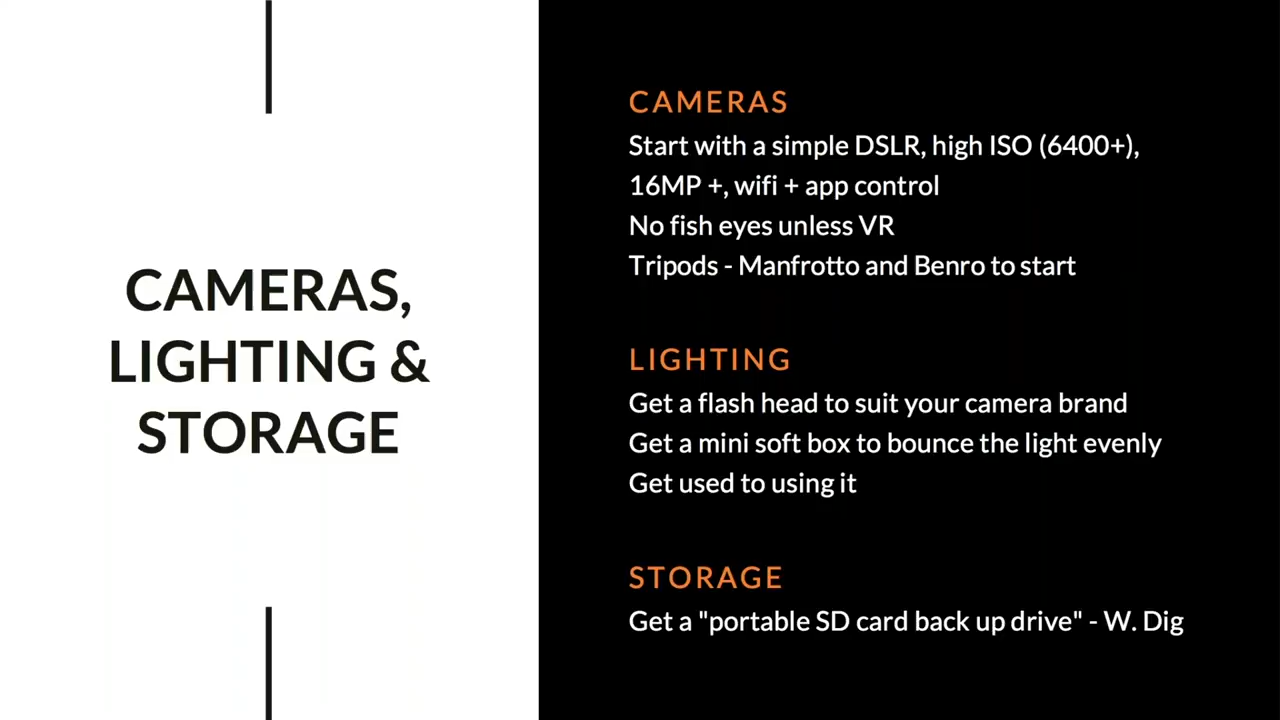 CAMERAS,
LIGHTING &
STORAGE
CAMERAS
Start with a simple DSLR, high ISO (6400+),
16MP +, wifi + app control
No fish eyes unless VR
Tripods - Manfrotto and Benro to start
LIGHTING
Get a flash head to suit your camera brand
Get a mini soft box to bounce the light evenly
Get used to using it
STORAGE
Get a "portable SD card back up drive" - W. Dig